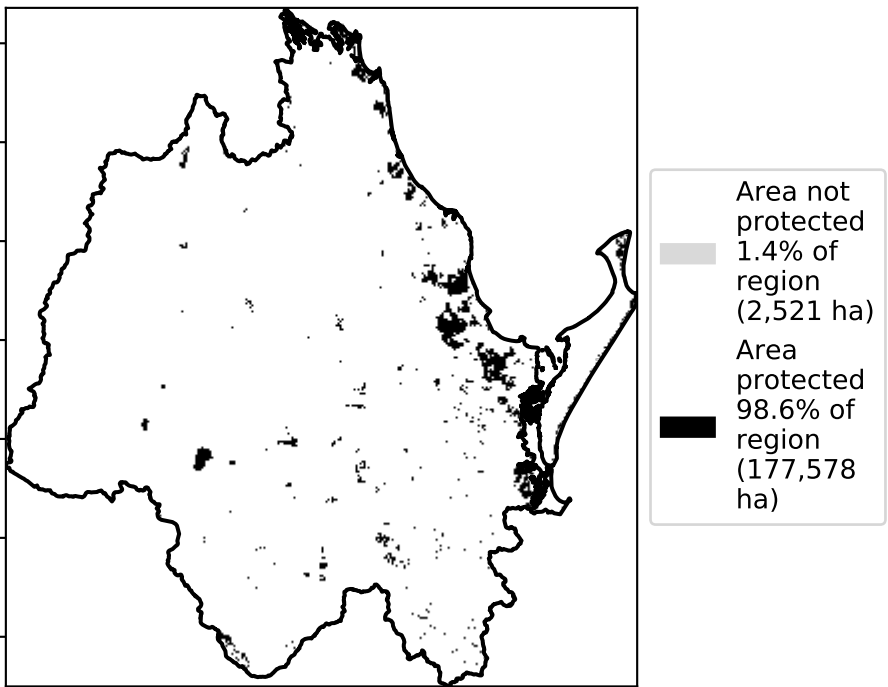 Area not
protected
1.4% of
region
(2,521 ha)
Area
protected
98.6% of
region
(177,578
ha)